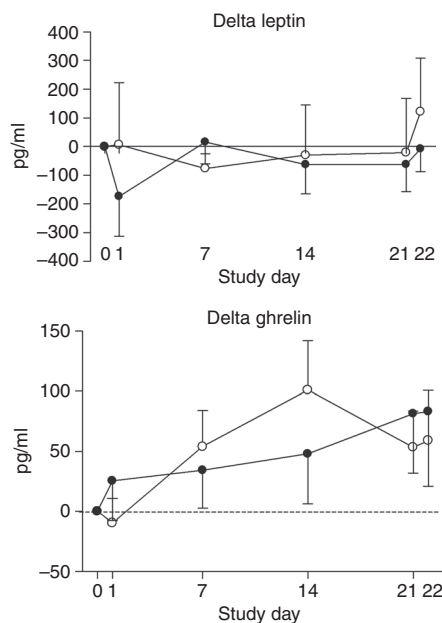 Delta leptin
400
300
200
100
0
−100
−200
−300
−400
pg/ml
0 1 7 14 21 22
Study day
Delta ghrelin
150
100
50
0
−50
pg/ml
0 1 7 14 21 22
Study day